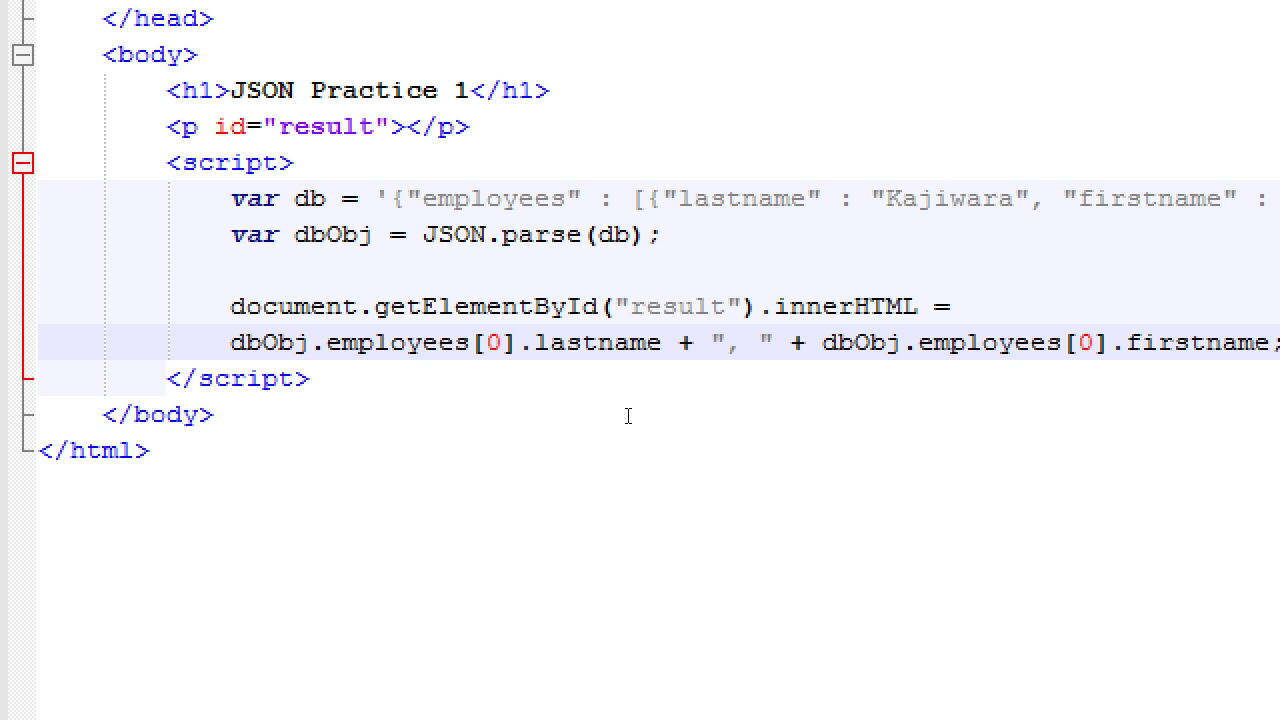 </head>
<body>
<h1>JSON Practice 1</h1>
<p id="result"></p>
<script>
var db = '{"employees" : [{"lastname" : "Kajiwara", "firstname" :
var dbObj = JSON.parse(db);
document.getElementById("result").innerHTML =
dbObj.employees[0].lastname + ", " + dbObj.employees[0].firstname;
</script>
</body>
</html>